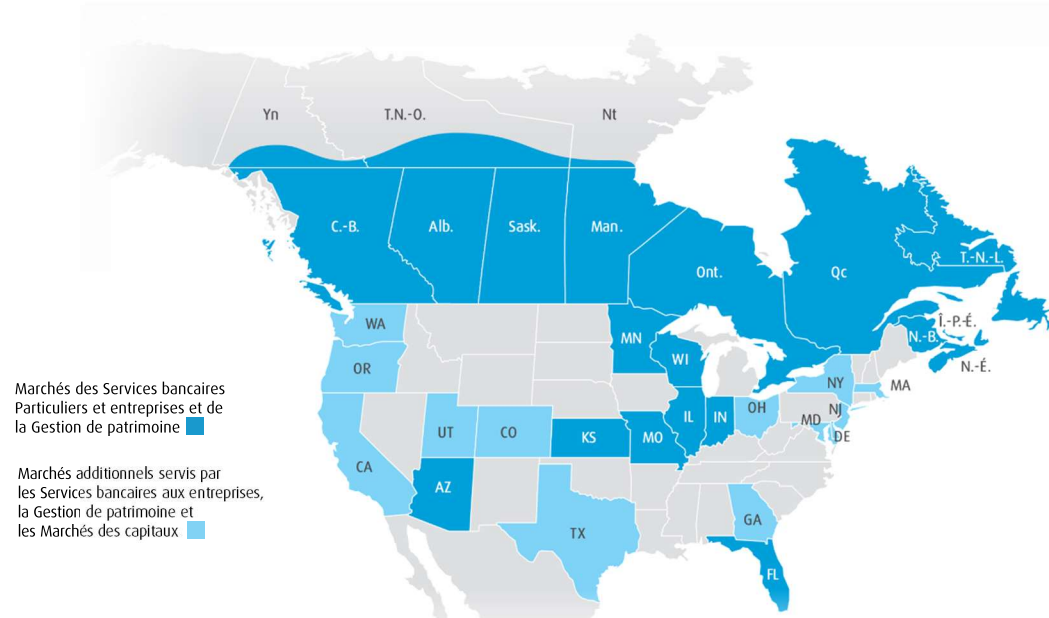 Yn
T.N.-O.
Nt
C.-B.
Alb.
Sask.
Man.
Ont.
Qc
T.-N.-L.
Î.-P.-É.
N.-B.
N.-É.
WA
MN
WI
OR
NY
MA
Marchés des Services bancaires
Particuliers et entreprises et de
la Gestion de patrimoine
OH
NJ
IL
IN
MD
UT
CO
KS
MO
DE
CA
AZ
Marchés additionnels servis par
les Services bancaires aux entreprises,
la Gestion de patrimoine et
les Marchés des capitaux
GA
TX
FL